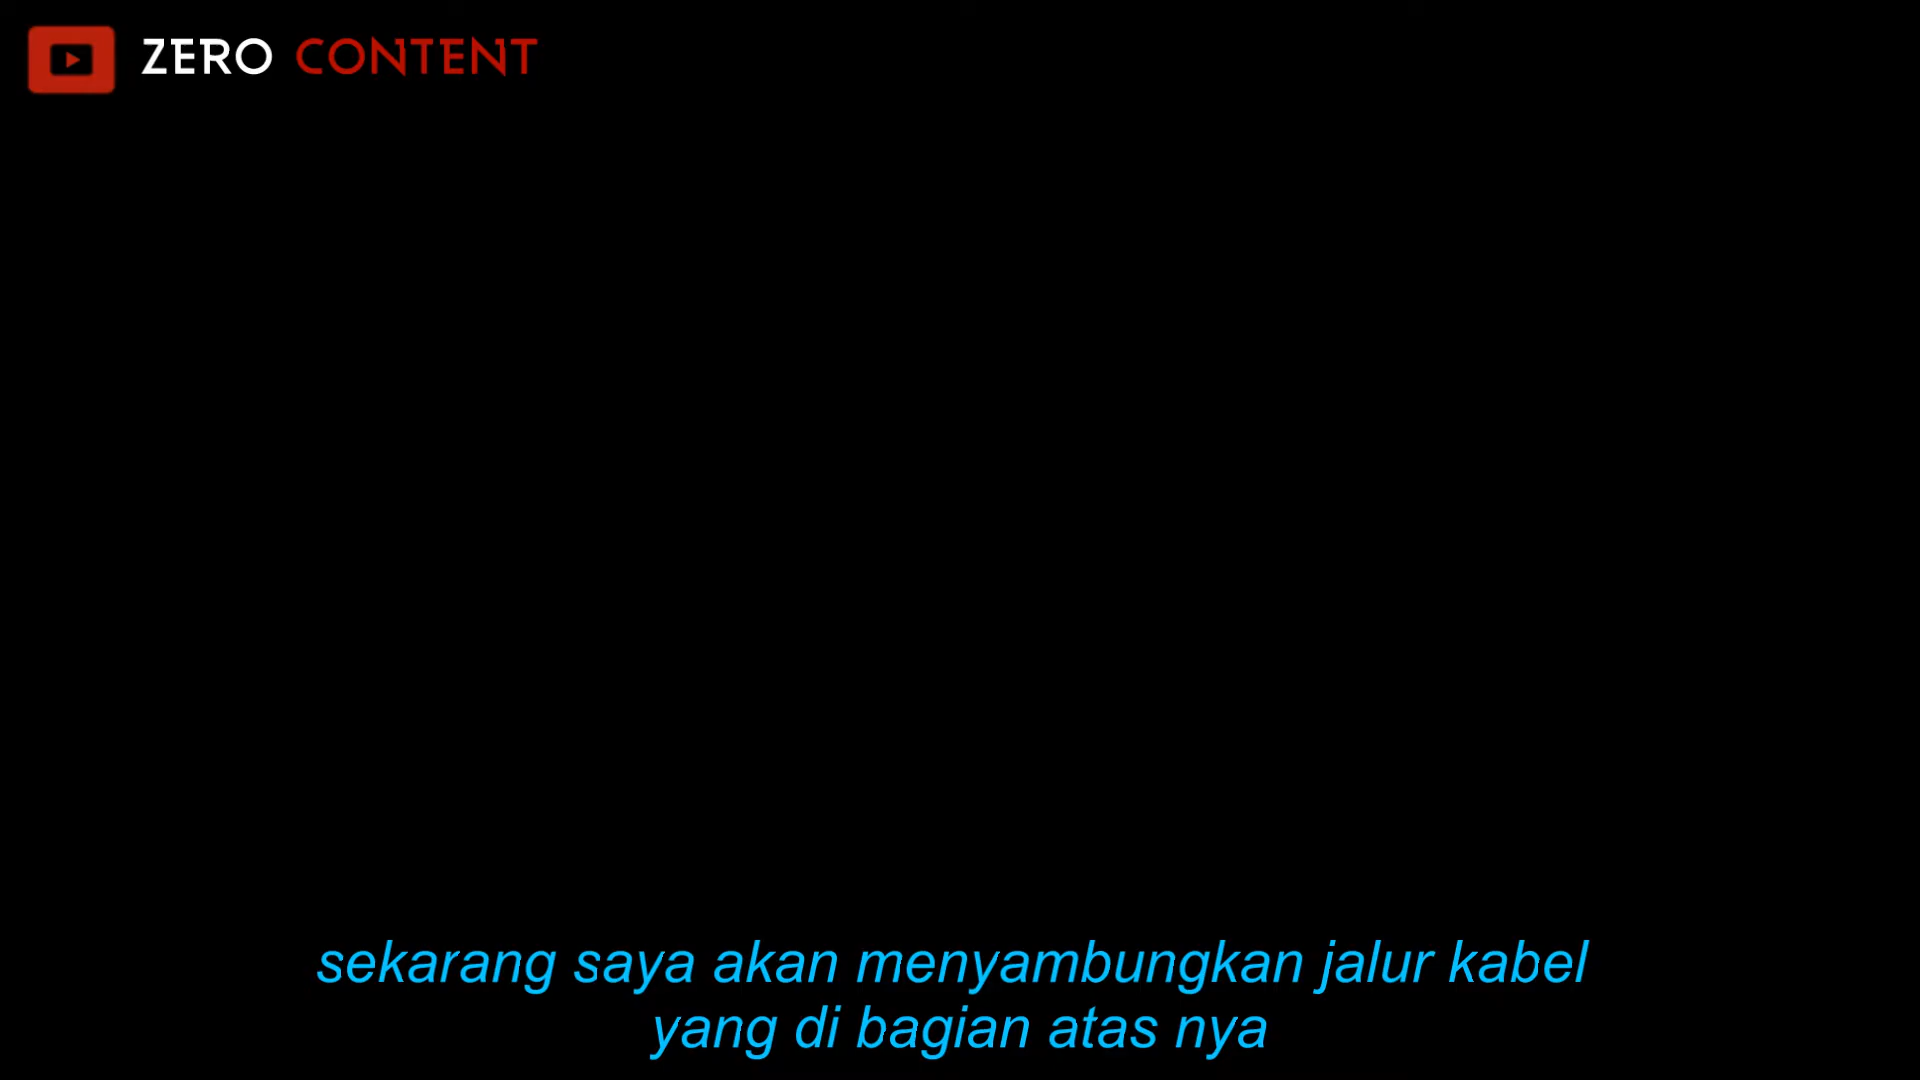 ZERO CONTENT
sekarang saya akan menyambungkan jalur kabel
yang di bagian atas nya